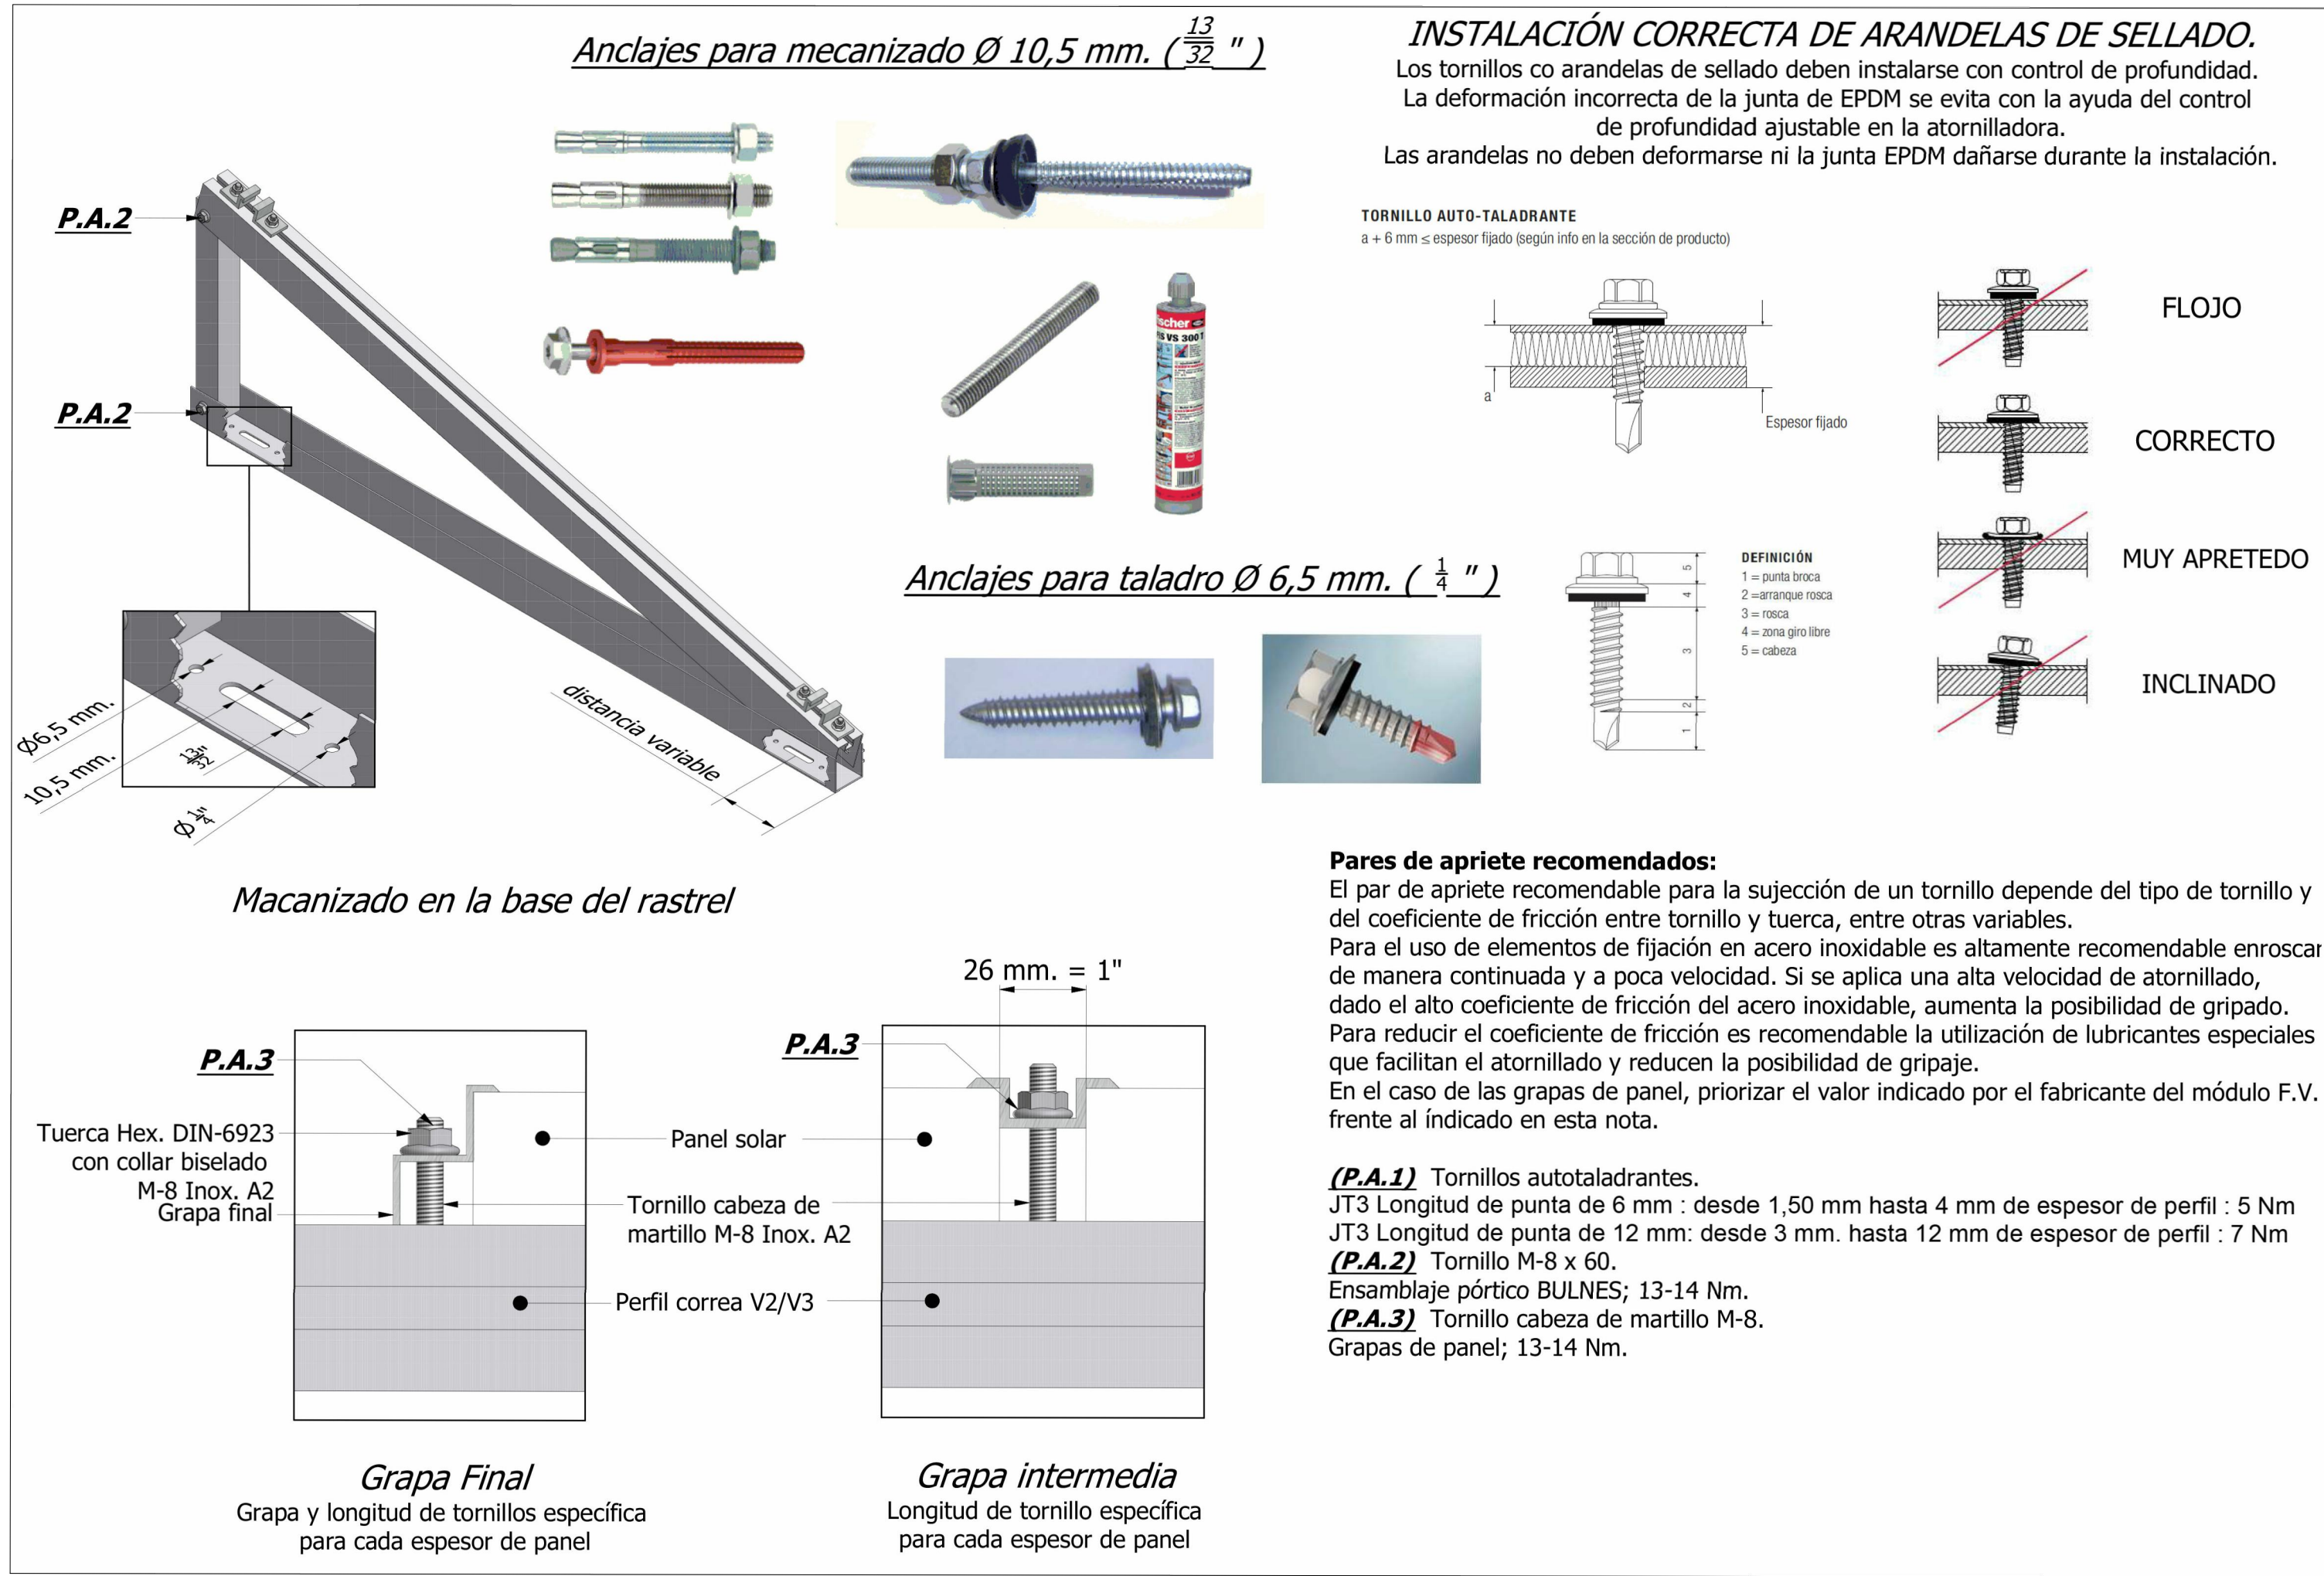 Anclajes para mecanizado Ø 10,5 mm. ( 13/32 " )
P.A.2
P.A.2
distancia variable
Ø6,5 mm.
10,5 mm.
13/32"
Ø 1/4"
Macanizado en la base del rastrel
fischer
FIS VS 300 T
Anclajes para taladro Ø 6,5 mm. ( 1/4 " )
INSTALACIÓN CORRECTA DE ARANDELAS DE SELLADO.
Los tornillos co arandelas de sellado deben instalarse con control de profundidad.
La deformación incorrecta de la junta de EPDM se evita con la ayuda del control
de profundidad ajustable en la atornilladora.
Las arandelas no deben deformarse ni la junta EPDM dañarse durante la instalación.
TORNILLO AUTO-TALADRANTE
a + 6 mm ≤ espesor fijado (según info en la sección de producto)
a
Espesor fijado
FLOJO
CORRECTO
MUY APRETEDO
INCLINADO
5
4
3
2
1
DEFINICIÓN
1 = punta broca
2 =arranque rosca
3 = rosca
4 = zona giro libre
5 = cabeza
P.A.3
Tuerca Hex. DIN-6923
con collar biselado
M-8 Inox. A2
Grapa final
26 mm. = 1"
P.A.3
Panel solar
Tornillo cabeza de
martillo M-8 Inox. A2
Perfil correa V2/V3
Grapa Final
Grapa y longitud de tornillos específica
para cada espesor de panel
Grapa intermedia
Longitud de tornillo específica
para cada espesor de panel
Pares de apriete recomendados:
El par de apriete recomendable para la sujección de un tornillo depende del tipo de tornillo y
del coeficiente de fricción entre tornillo y tuerca, entre otras variables.
Para el uso de elementos de fijación en acero inoxidable es altamente recomendable enroscar
de manera continuada y a poca velocidad. Si se aplica una alta velocidad de atornillado,
dado el alto coeficiente de fricción del acero inoxidable, aumenta la posibilidad de gripado.
Para reducir el coeficiente de fricción es recomendable la utilización de lubricantes especiales
que facilitan el atornillado y reducen la posibilidad de gripaje.
En el caso de las grapas de panel, priorizar el valor indicado por el fabricante del módulo F.V.
frente al índicado en esta nota.
(P.A.1) Tornillos autotaladrantes.
JT3 Longitud de punta de 6 mm : desde 1,50 mm hasta 4 mm de espesor de perfil : 5 Nm
JT3 Longitud de punta de 12 mm: desde 3 mm. hasta 12 mm de espesor de perfil : 7 Nm
(P.A.2) Tornillo M-8 x 60.
Ensamblaje pórtico BULNES; 13-14 Nm.
(P.A.3) Tornillo cabeza de martillo M-8.
Grapas de panel; 13-14 Nm.